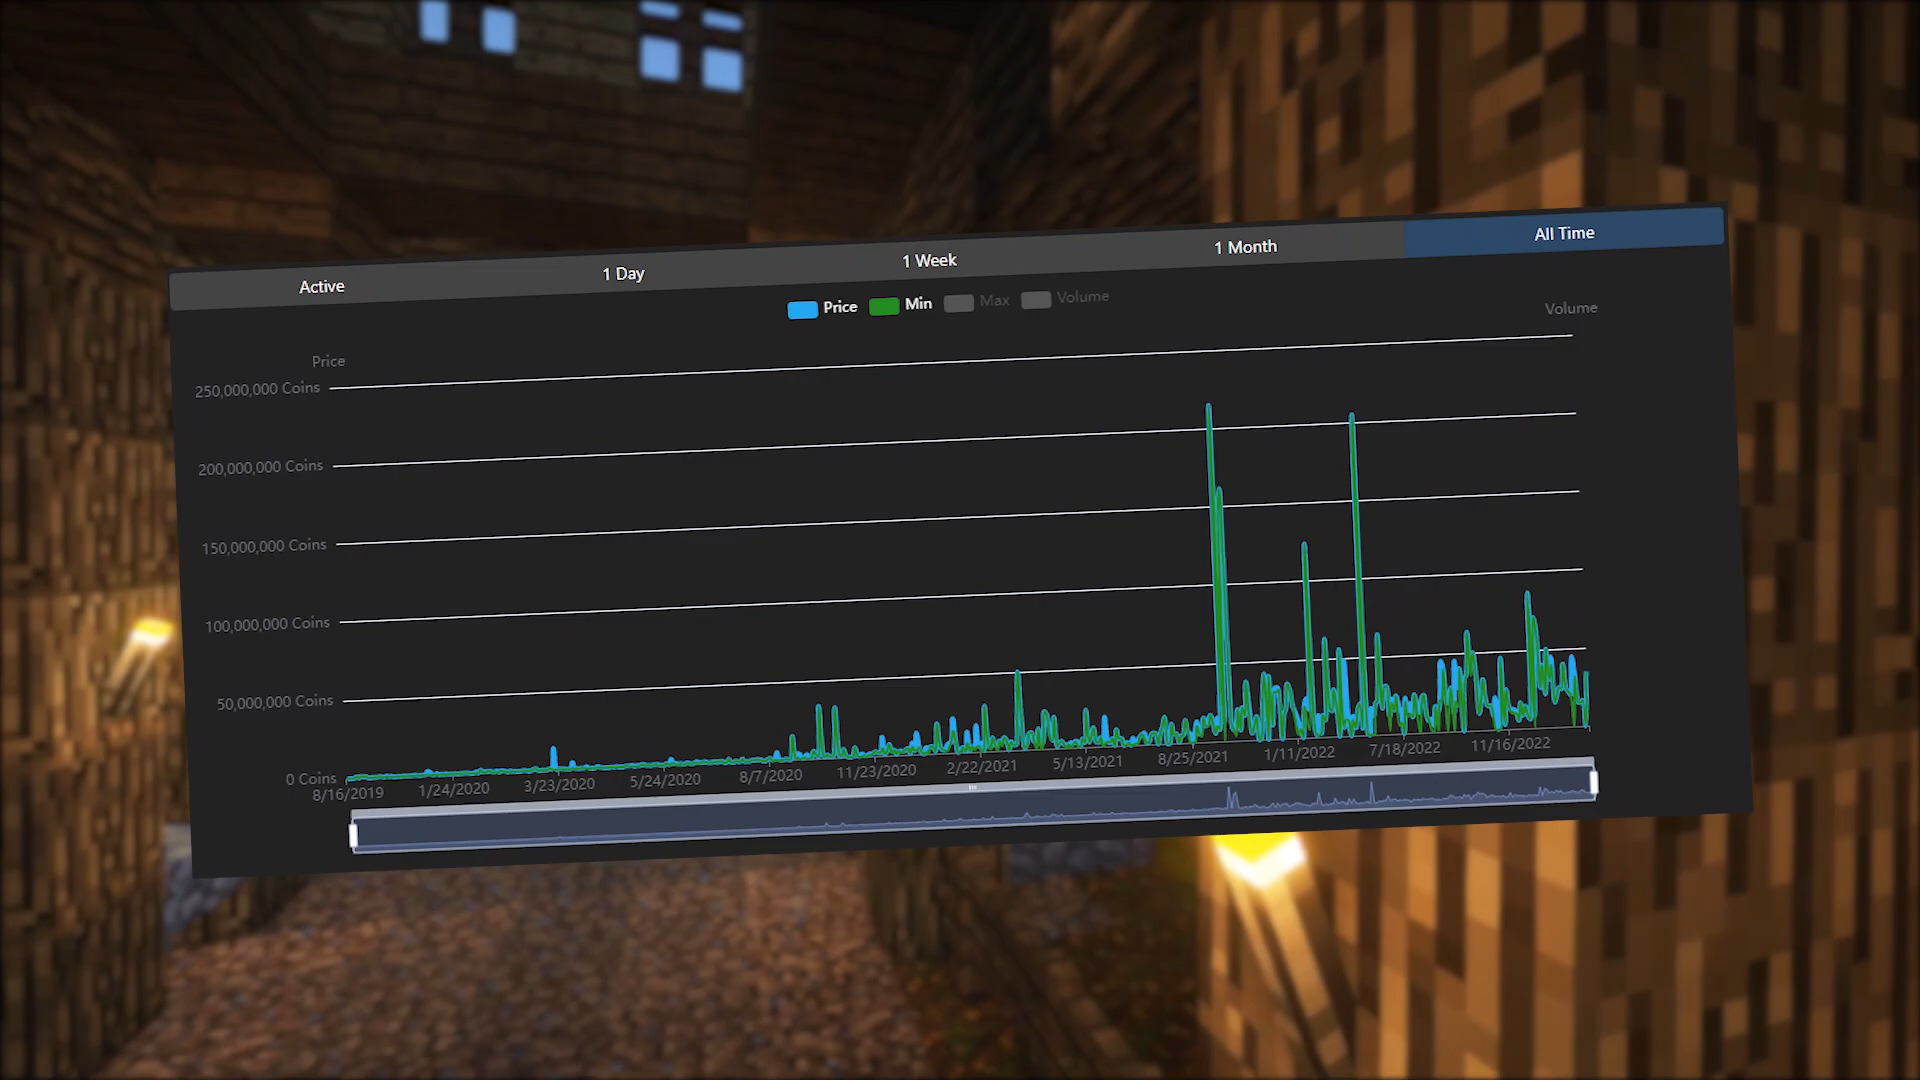 Active 1 Day 1 Week 1 Month All Time
Price Min Max Volume
Price
Volume
250,000,000 Coins
200,000,000 Coins
150,000,000 Coins
100,000,000 Coins
50,000,000 Coins
0 Coins
8/16/2019 1/24/2020 3/23/2020 5/24/2020 8/7/2020 11/23/2020 2/22/2021 5/13/2021 8/25/2021 1/11/2022 7/18/2022 11/16/2022